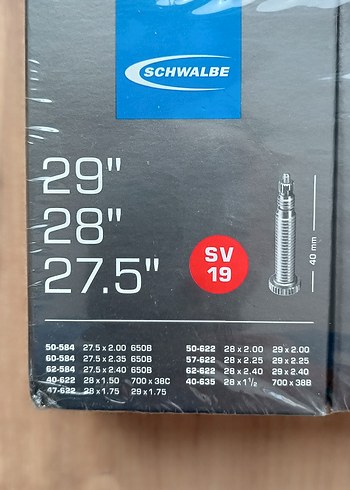 SCHWALBE
29"
28"
27.5"
SV
19
40 mm
50-584 27.5 x 2.00 650B
60-584 27.5 x 2.35 650B
62-584 27.5 x 2.40 650B
40-622 28 x 1.50 700 x 38C
47-622 28 x 1.75 29 x 1.75
50-622 28 x 2.00 29 x 2.00
57-622 28 x 2.25 29 x 2.25
62-622 28 x 2.40 29 x 2.40
40-635 28 x 1 1/2 700 x 38B